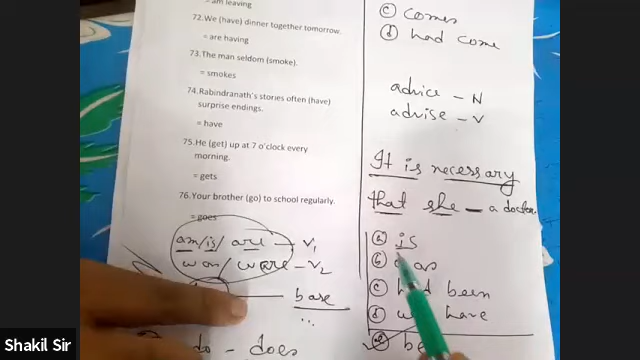 = am leaving
72.We (have) dinner together tomorrow.
= are having
73.The man seldom (smoke).
= smokes
74.Rabindranath's stories often (have)
surprise endings.
= have
75.He (get) up at 7 o'clock every
morning.
= gets
76.Your brother (go) to school regularly.
= goes
am/is/are — V1
were — V2
base
...
do - does
(c) comes
(d) had come
advice - N
advise - V
It is necessary
that she — a doctor
(a) is
(b)
(c) had been
(d) have
be
Shakil Sir